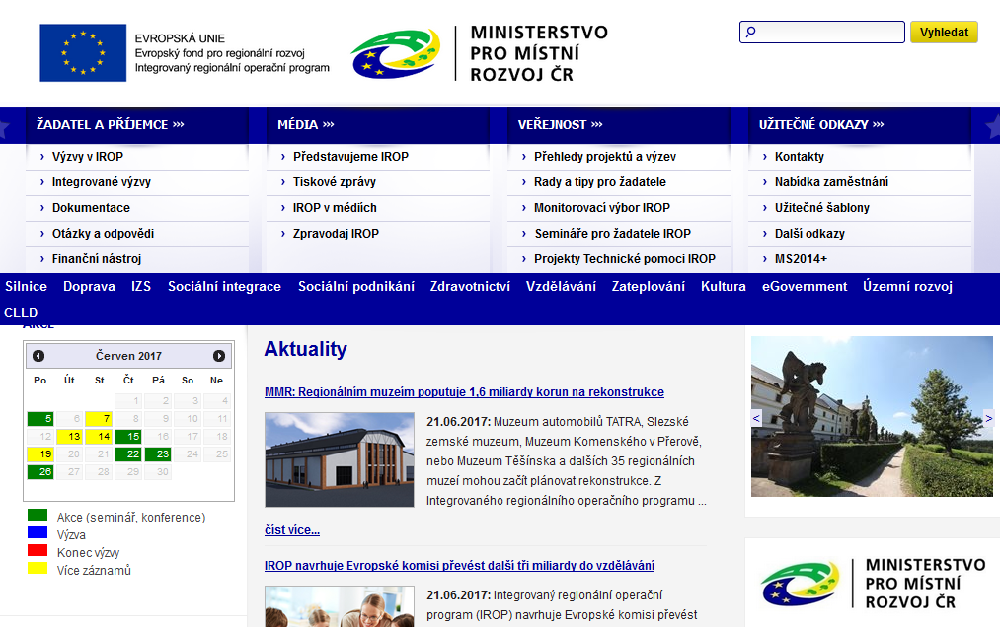 EVROPSKÁ UNIE
Evropský fond pro regionální rozvoj
Integrovaný regionální operační program
MINISTERSTVO
PRO MÍSTNÍ
ROZVOJ ČR
Vyhledat
ŽADATEL A PŘÍJEMCE »›
Výzvy v IROP
Integrované výzvy
Dokumentace
Otázky a odpovědi
Finanční nástroj
MÉDIA »›
Představujeme IROP
Tiskové zprávy
IROP v médiích
Zpravodaj IROP
VEŘEJNOST »›
Přehledy projektů a výzev
Rady a tipy pro žadatele
Monitorovací výbor IROP
Semináře pro žadatele IROP
Projekty Technické pomoci IROP
UŽITEČNÉ ODKAZY »›
Kontakty
Nabídka zaměstnání
Užitečné šablony
Další odkazy
MS2014+
Silnice Doprava IZS Sociální integrace Sociální podnikání Zdravotnictví Vzdělávání Zateplování Kultura eGovernment Územní rozvoj
CLLD
Akce
Červen 2017
Po Út St Čt Pá So Ne
1 2 3 4
5 6 7 8 9 10 11
12 13 14 15 16 17 18
19 20 21 22 23 24 25
26 27 28 29 30
Akce (seminář, konference)
Výzva
Konec výzvy
Více záznamů
Aktuality
MMR: Regionálním muzeím poputuje 1,6 miliardy korun na rekonstrukce
21.06.2017: Muzeum automobilů TATRA, Slezské
zemské muzeum, Muzeum Komenského v Přerově,
nebo Muzeum Těšínska a dalších 35 regionálních
muzeí mohou začít plánovat rekonstrukce. Z
Integrovaného regionálního operačního programu ...
číst více...
IROP navrhuje Evropské komisi převést další tři miliardy do vzdělávání
21.06.2017: Integrovaný regionální operační
program (IROP) navrhuje Evropské komisi převést
< >
MINISTERSTVO
PRO MÍSTNÍ
ROZVOJ ČR